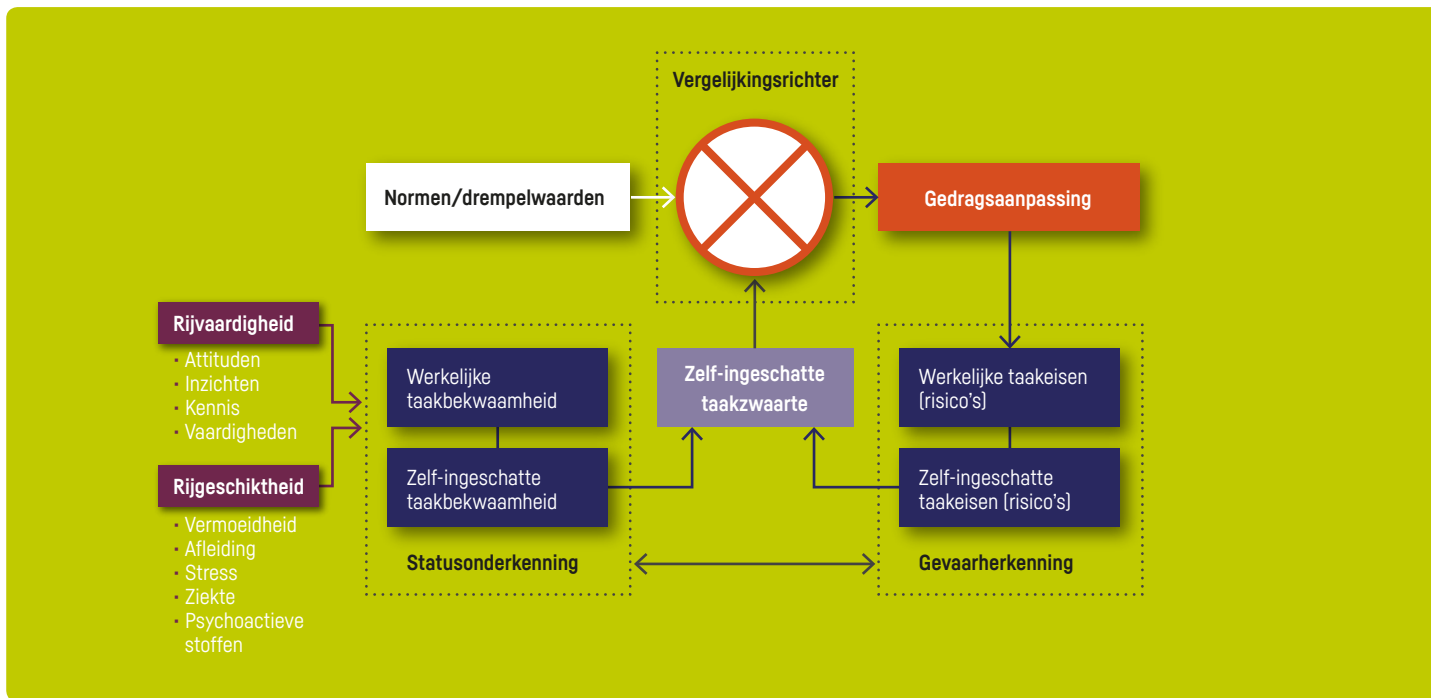 Vergelijkingsrichter
Normen/drempelwaarden
Gedragsaanpassing
Rijvaardigheid
· Attituden
· Inzichten
· Kennis
· Vaardigheden
Rijgeschiktheid
· Vermoeidheid
· Afleiding
· Stress
· Ziekte
· Psychoactieve
stoffen
Werkelijke
taakbekwaamheid
Zelf-ingeschatte
taakbekwaamheid
Statusonderkenning
Zelf-ingeschatte
taakzwaarte
Werkelijke taakeisen
(risico's)
Zelf-ingeschatte
taakeisen (risico's)
Gevaarherkenning